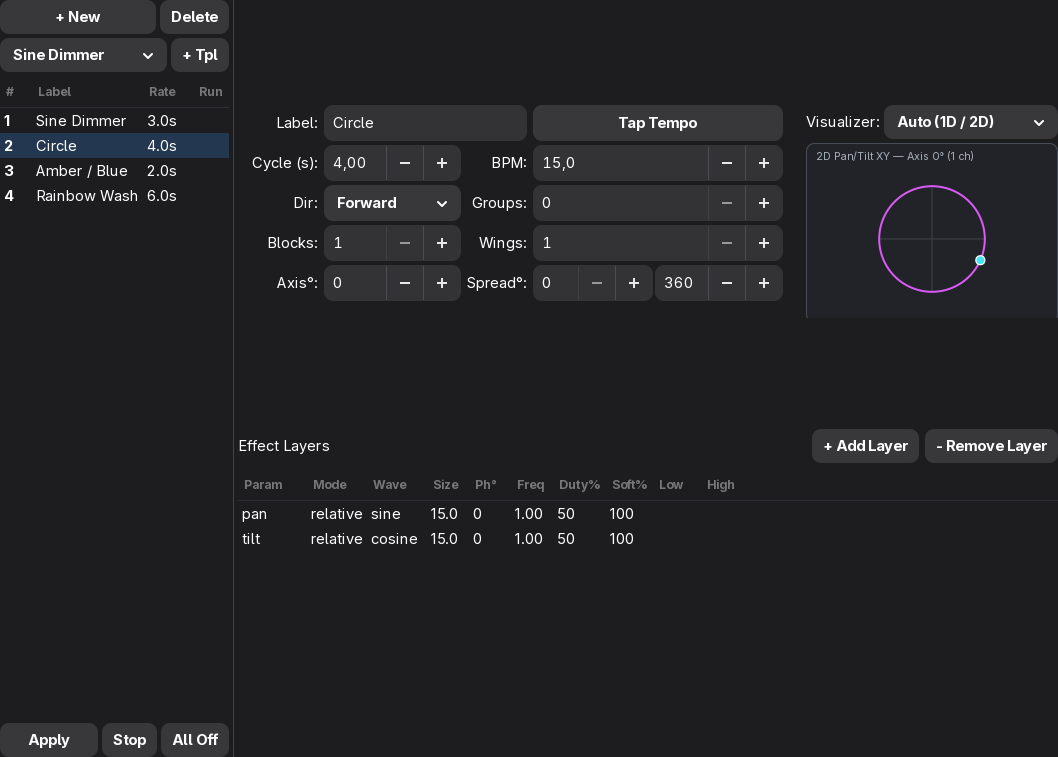 + New
Delete
Sine Dimmer
+ Tpl
# Label Rate Run
1 Sine Dimmer 3.0s
2 Circle 4.0s
3 Amber / Blue 2.0s
4 Rainbow Wash 6.0s
Label: Circle
Tap Tempo
Cycle (s): 4,00 − +
BPM: 15,0 − +
Dir: Forward
Groups: 0 − +
Blocks: 1 − +
Wings: 1 − +
Axis°: 0 − +
Spread°: 0 − + 360 − +
Visualizer: Auto (1D / 2D)
2D Pan/Tilt XY — Axis 0° (1 ch)
Effect Layers
+ Add Layer
- Remove Layer
Param Mode Wave Size Ph° Freq Duty% Soft% Low High
pan relative sine 15.0 0 1.00 50 100
tilt relative cosine 15.0 0 1.00 50 100
Apply
Stop
All Off